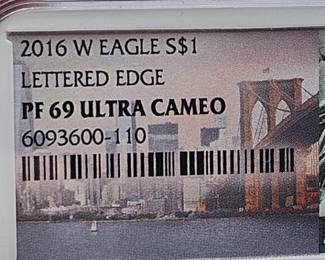 2016 W EAGLE S$1
LETTERED EDGE
PF 69 ULTRA CAMEO
6093600-110